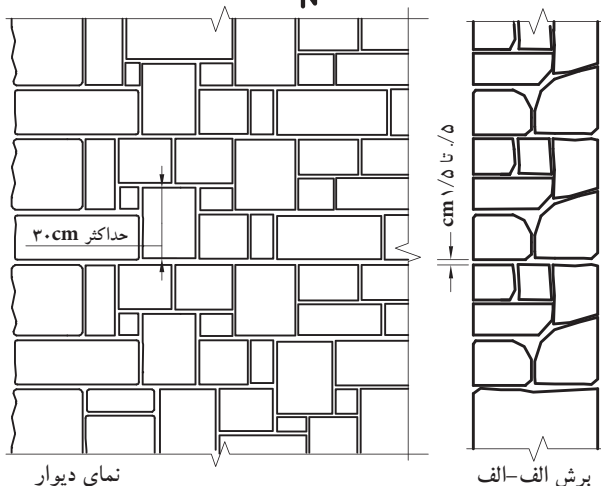 حداکثر ۳۰cm
۰/۵ تا ۱/۵ cm
نمای دیوار
برش الف-الف